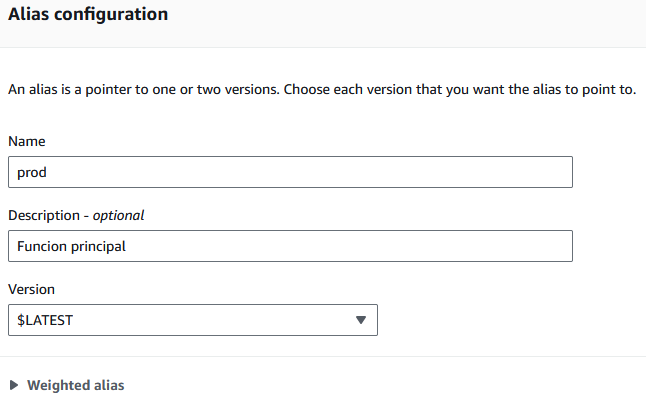 Alias configuration
An alias is a pointer to one or two versions. Choose each version that you want the alias to point to.
Name
prod
Description - optional
Funcion principal
Version
$LATEST
Weighted alias